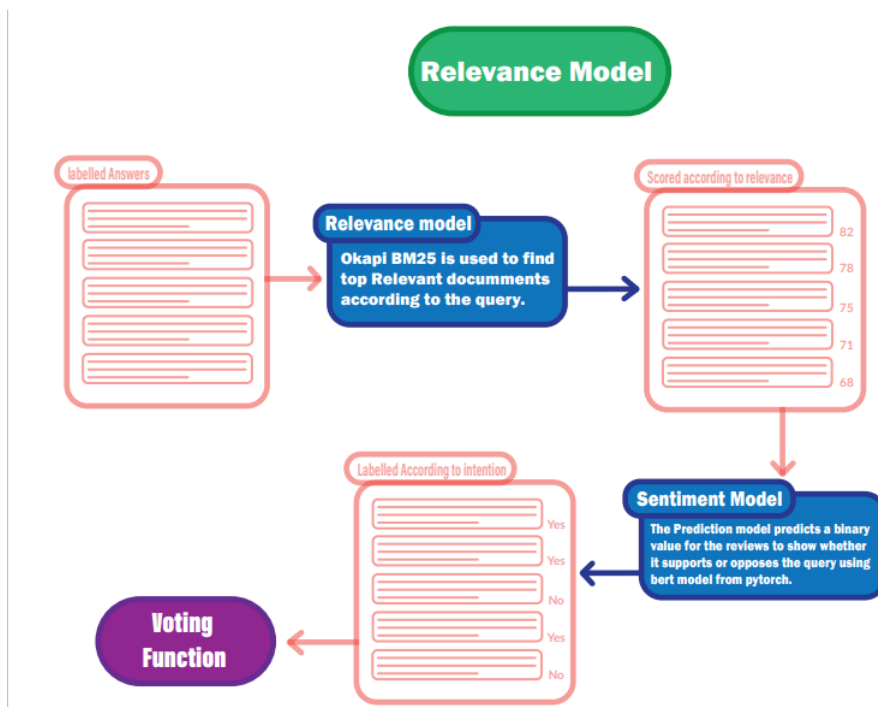 Relevance Model
labelled Answers
Relevance model
Okapi BM25 is used to find
top Relevant documments
according to the query.
Scored according to relevance
82
78
75
71
68
Sentiment Model
The Prediction model predicts a binary
value for the reviews to show whether
it supports or opposes the query using
bert model from pytorch.
Labelled According to intention
Yes
Yes
No
Yes
No
Voting
Function